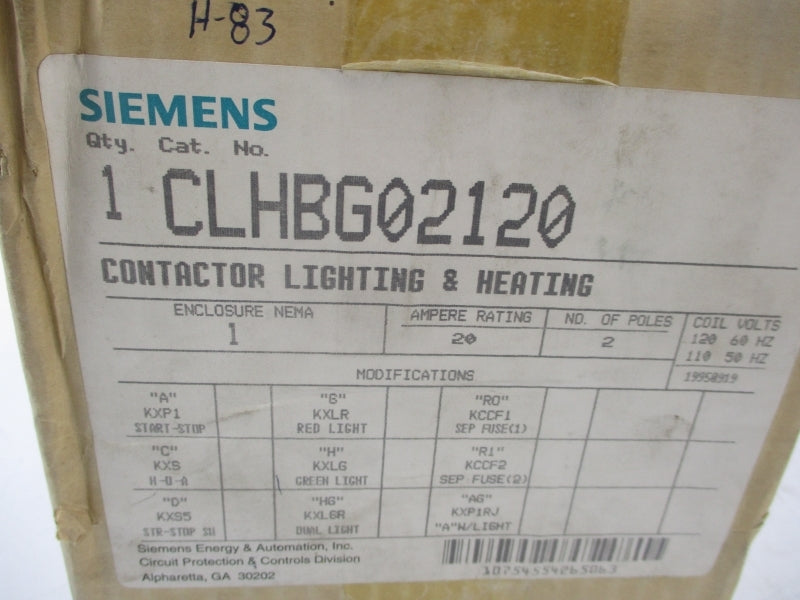 H-83
SIEMENS
Qty. Cat. No.
1 CLHBG02120
CONTACTOR LIGHTING & HEATING
ENCLOSURE NEMA
1
AMPERE RATING
20
NO. OF POLES
2
COIL VOLTS
120 60 HZ
110 50 HZ
19950919
MODIFICATIONS
"A"
KXP1
START-STOP
"G"
KXLR
RED LIGHT
"R0"
KCCF1
SEP FUSE(1)
"C"
KXS
H-O-A
"H"
KXLG
GREEN LIGHT
"R1"
KCCF2
SEP FUSE(2)
"D"
KXS5
STR-STOP SW
"HG"
KXLGR
DUAL LIGHT
"AG"
KXP1RJ
"A"W/LIGHT
Siemens Energy & Automation, Inc.
Circuit Protection & Controls Division
Alpharetta, GA 30202